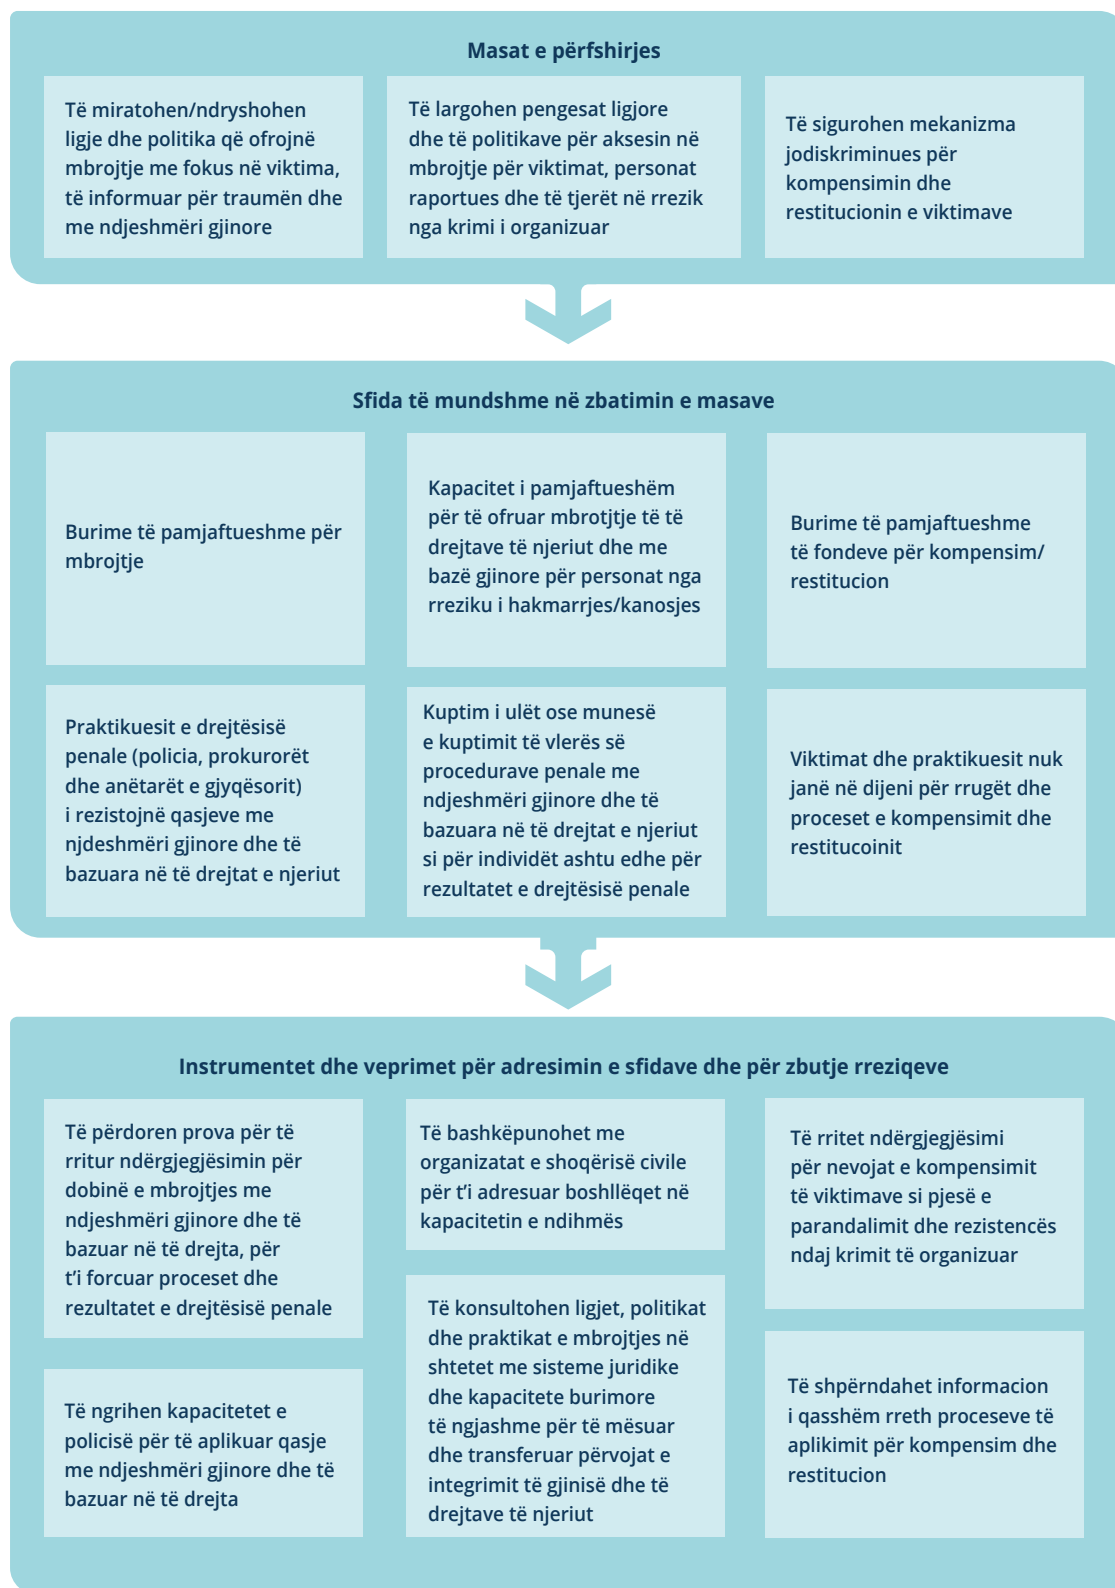 Masat e përfshirjes
Të miratohen/ndryshohen
ligje dhe politika që ofrojnë
mbrojtje me fokus në viktima,
të informuar për traumën dhe
me ndjeshmëri gjinore
Të largohen pengesat ligjore
dhe të politikave për aksesin në
mbrojtje për viktimat, personat
raportues dhe të tjerët në rrezik
nga krimi i organizuar
Të sigurohen mekanizma
jodiskriminues për
kompensimin dhe
restitucionin e viktimave
Sfida të mundshme në zbatimin e masave
Burime të pamjaftueshme për
mbrojtje
Kapacitet i pamjaftueshëm
për të ofruar mbrotjtje të të
drejtave të njeriut dhe me
bazë gjinore për personat nga
rreziku i hakmarrjes/kanosjes
Burime të pamjaftueshme
të fondeve për kompensim/
restitucion
Praktikuesit e drejtësisë
penale (policia, prokurorët
dhe anëtarët e gjyqësorit)
i rezistojnë qasjeve me
njdeshmëri gjinore dhe të
bazuara në të drejtat e njeriut
Kuptim i ulët ose munesë
e kuptimit të vlerës së
procedurave penale me
ndjeshmëri gjinore dhe të
bazuara në të drejtat e njeriut
si për individët ashtu edhe për
rezultatet e drejtësisë penale
Viktimat dhe praktikuesit nuk
janë në dijeni për rrugët dhe
proceset e kompensimit dhe
restitucoinit
Instrumentet dhe veprimet për adresimin e sfidave dhe për zbutje rreziqeve
Të përdoren prova për të
rritur ndërgjegjësimin për
dobinë e mbrojtjes me
ndjeshmëri gjinore dhe të
bazuar në të drejta, për
t'i forcuar proceset dhe
rezultatet e drejtësisë penale
Të ngrihen kapacitetet e
policisë për të aplikuar qasje
me ndjeshmëri gjinore dhe të
bazuar në të drejta
Të bashkëpunohet me
organizatat e shoqërisë civile
për t'i adresuar boshllëqet në
kapacitetin e ndihmës
Të konsultohen ligjet, politikat
dhe praktikat e mbrojtjes në
shtetet me sisteme juridike
dhe kapacitete burimore
të ngjashme për të mësuar
dhe transferuar përvojat e
integrimit të gjinisë dhe të
drejtave të njeriut
Të rritet ndërgjegjësimi
për nevojat e kompensimit
të viktimave si pjesë e
parandalimit dhe rezistencës
ndaj krimit të organizuar
Të shpërndahet informacion
i qasshëm rreth proceseve të
aplikimit për kompensim dhe
restitucion